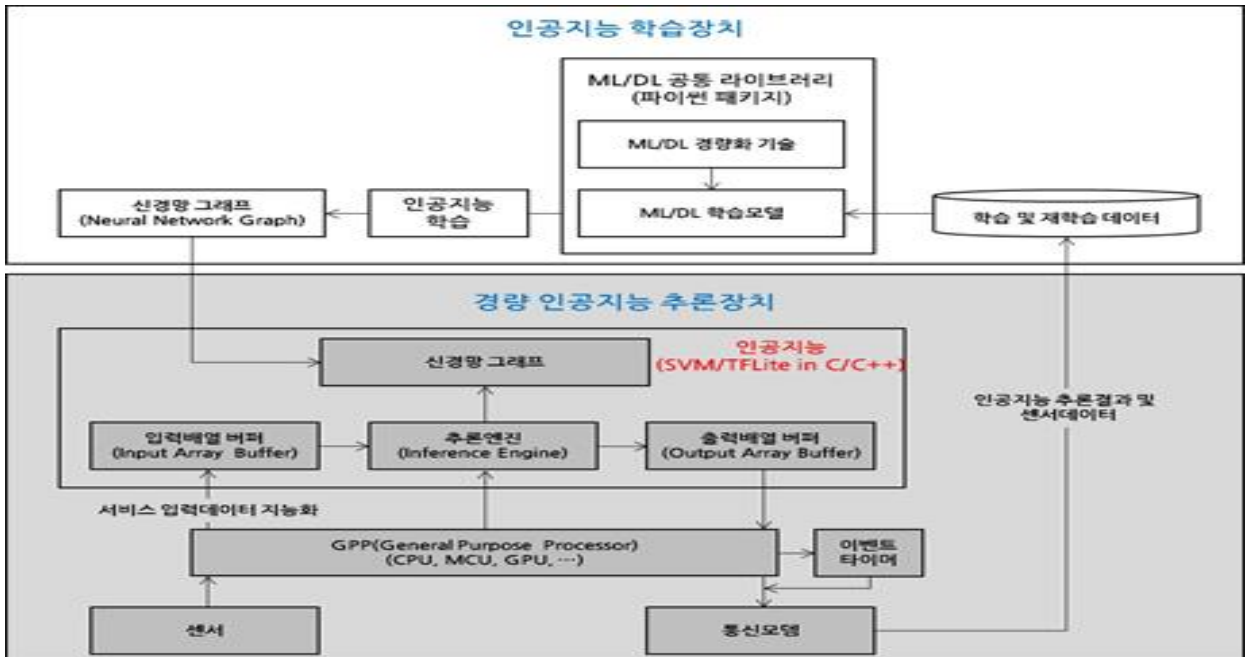 인공지능 학습장치
ML/DL 공통 라이브러리
(파이썬 패키지)
ML/DL 경량화 기술
신경망 그래프
(Neural Network Graph)
인공지능
학습
ML/DL 학습모델
학습 및 재학습 데이터
경량 인공지능 추론장치
인공지능
(SVM/TFLite in C/C++)
신경망 그래프
인공지능 추론결과 및
센서데이터
입력배열 버퍼
(Input Array Buffer)
추론엔진
(Inference Engine)
출력배열 버퍼
(Output Array Buffer)
서비스 입력데이터 지능화
GPP(General Purpose Processor)
(CPU, MCU, GPU, …)
이벤트
타이머
센서
통신모뎀